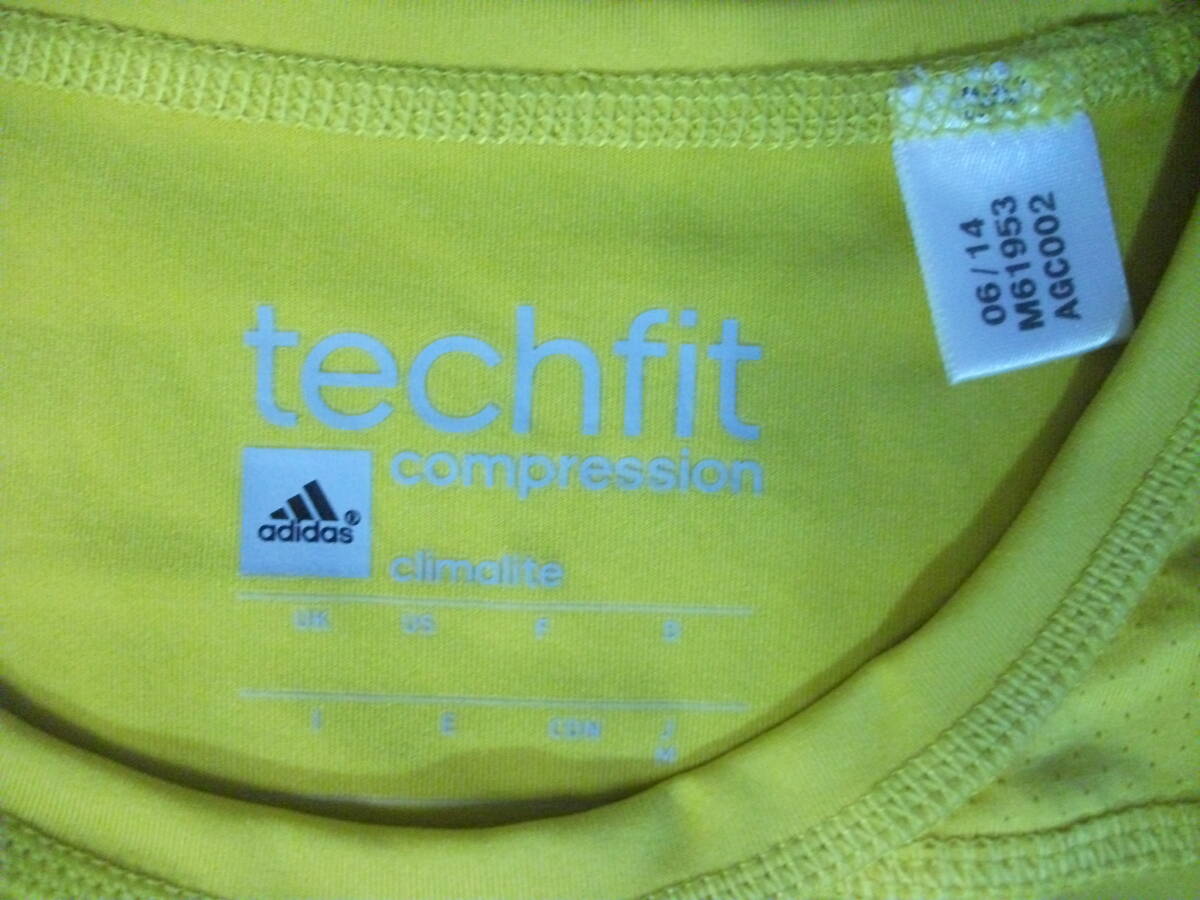 techfit
compression
adidas®
climalite
UK US F D
I E CDN J
M
06/14
M61953
AGC002